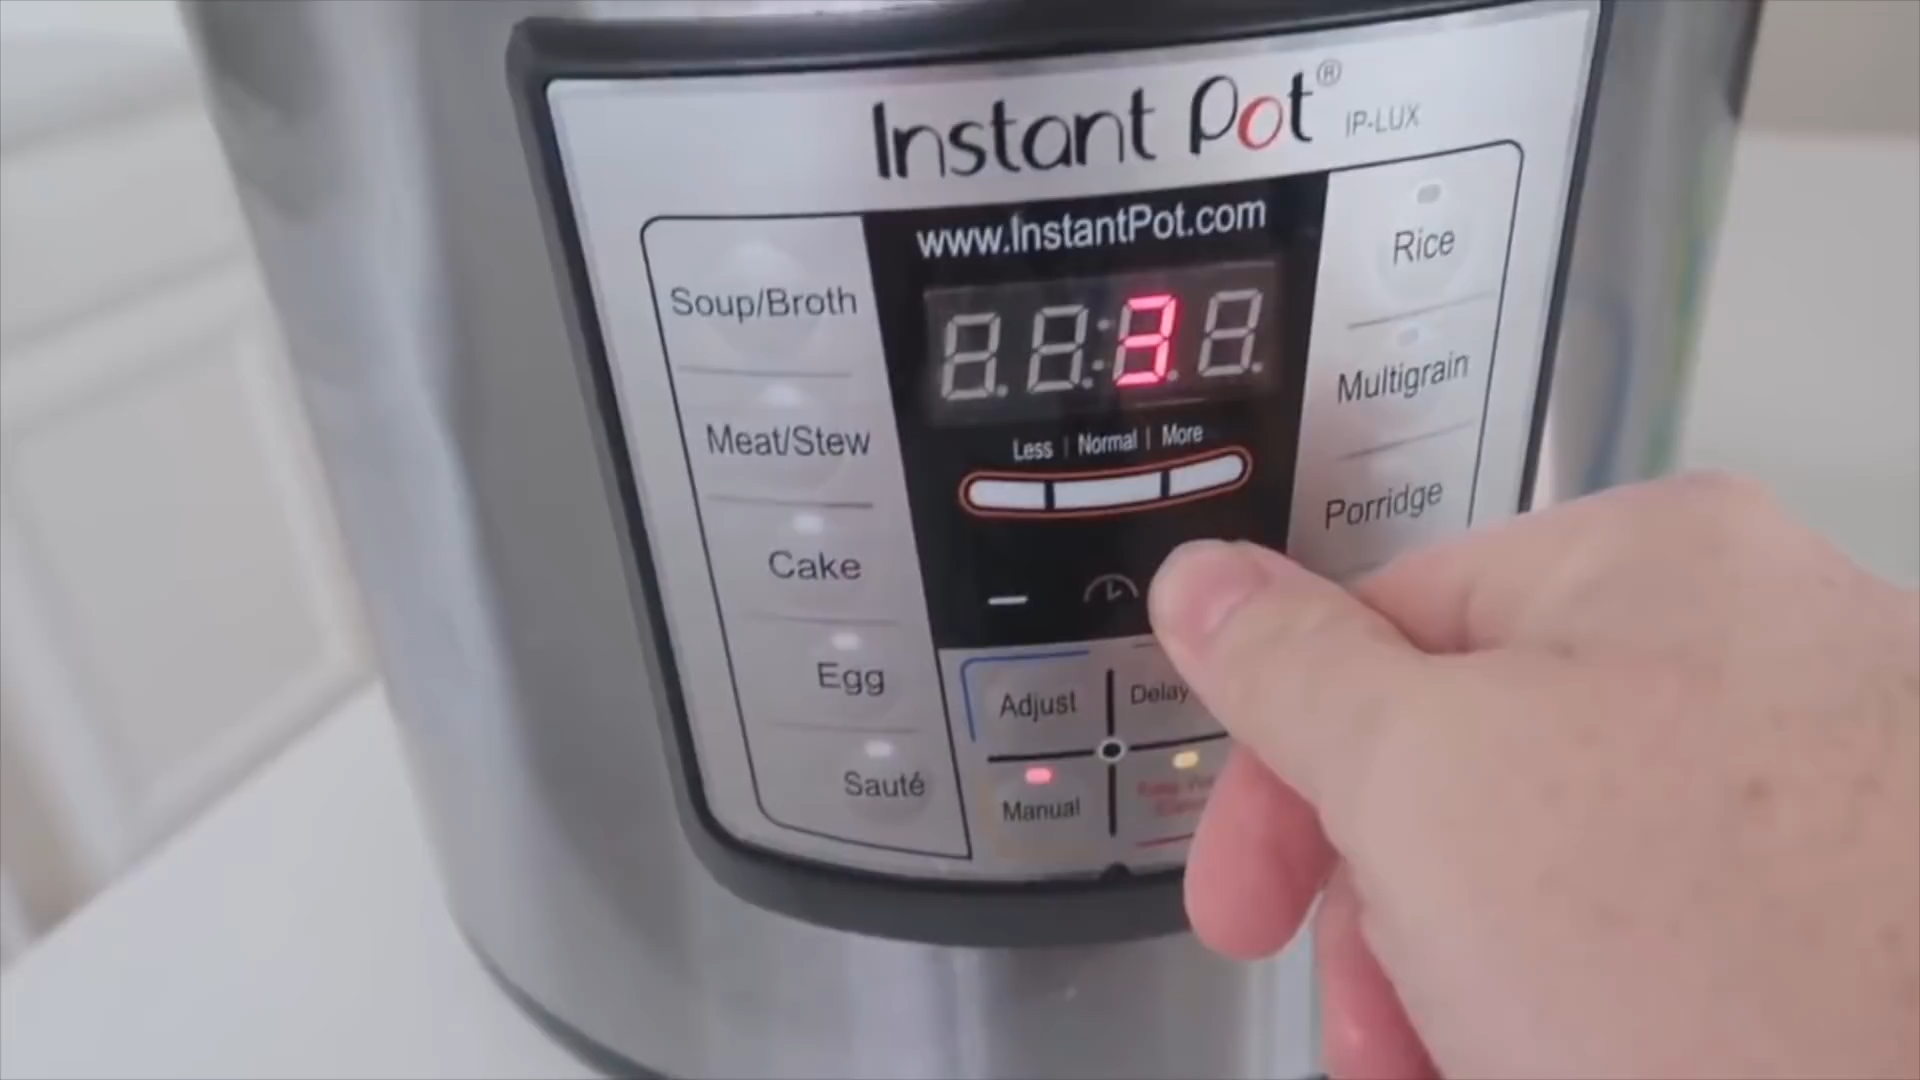 Instant Pot® IP-LUX
www.InstantPot.com
3
Less | Normal | More
Soup/Broth
Meat/Stew
Cake
Egg
Sauté
Rice
Multigrain
Porridge
Adjust
Delay
Manual